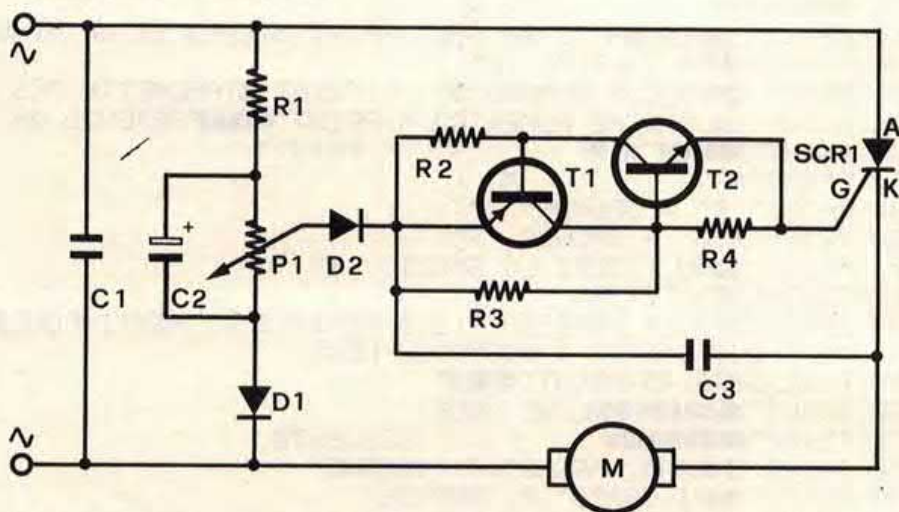 ∿
R1
A
SCR1
R2
T1
T2
G
K
+
R4
P1
D2
C1
C2
R3
C3
D1
∿
M